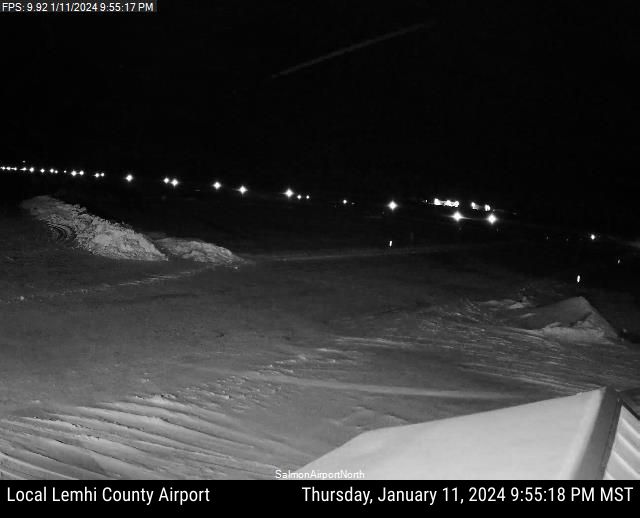 FPS: 9.92 1/11/2024 9:55:17 PM
SalmonAirportNorth
Local Lemhi County Airport Thursday, January 11, 2024 9:55:18 PM MST